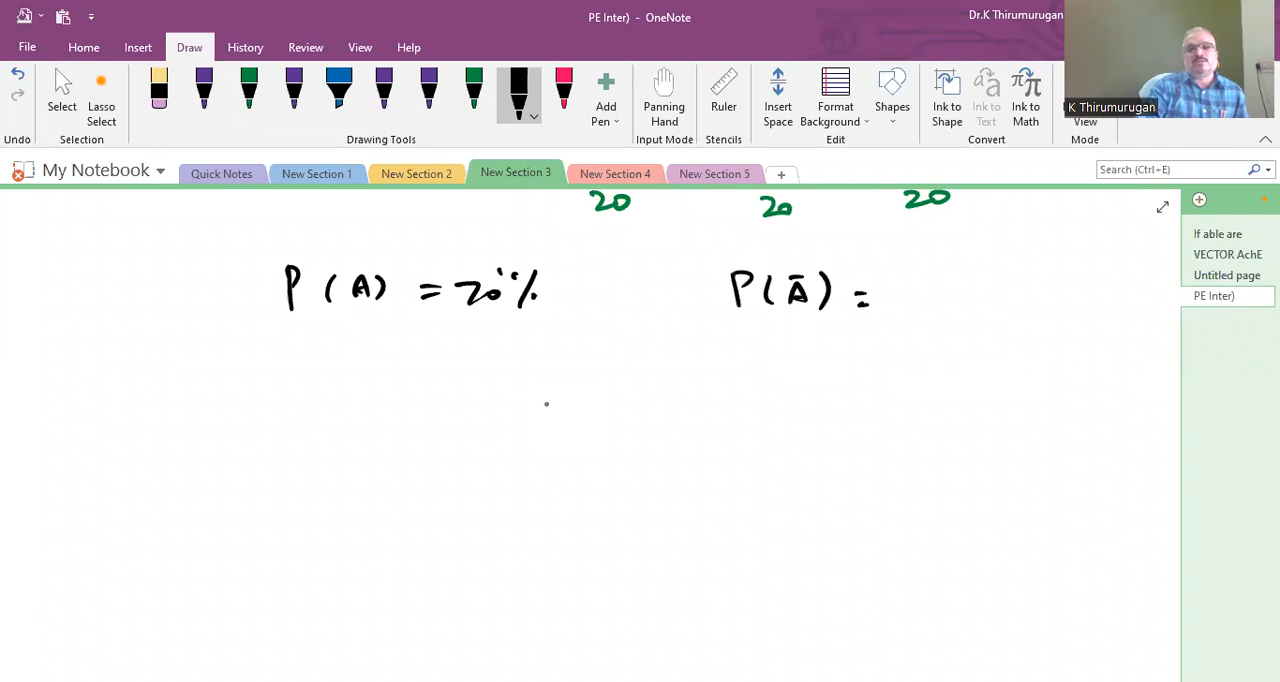 PE Inter) - OneNote
Dr.K Thirumurugan
File Home Insert Draw History Review View Help
Select Lasso Select Add Pen Panning Hand Ruler Insert Space Format Background Shapes Ink to Shape Ink to Text Ink to Math View
K Thirumurugan
Undo Selection Drawing Tools Input Mode Stencils Edit Convert Mode
My Notebook Quick Notes New Section 1 New Section 2 New Section 3 New Section 4 New Section 5 + Search (Ctrl+E)
20 20 20
If able are
VECTOR AchE
Untitled page
PE Inter)
P (A) = 20% P(Ā) =